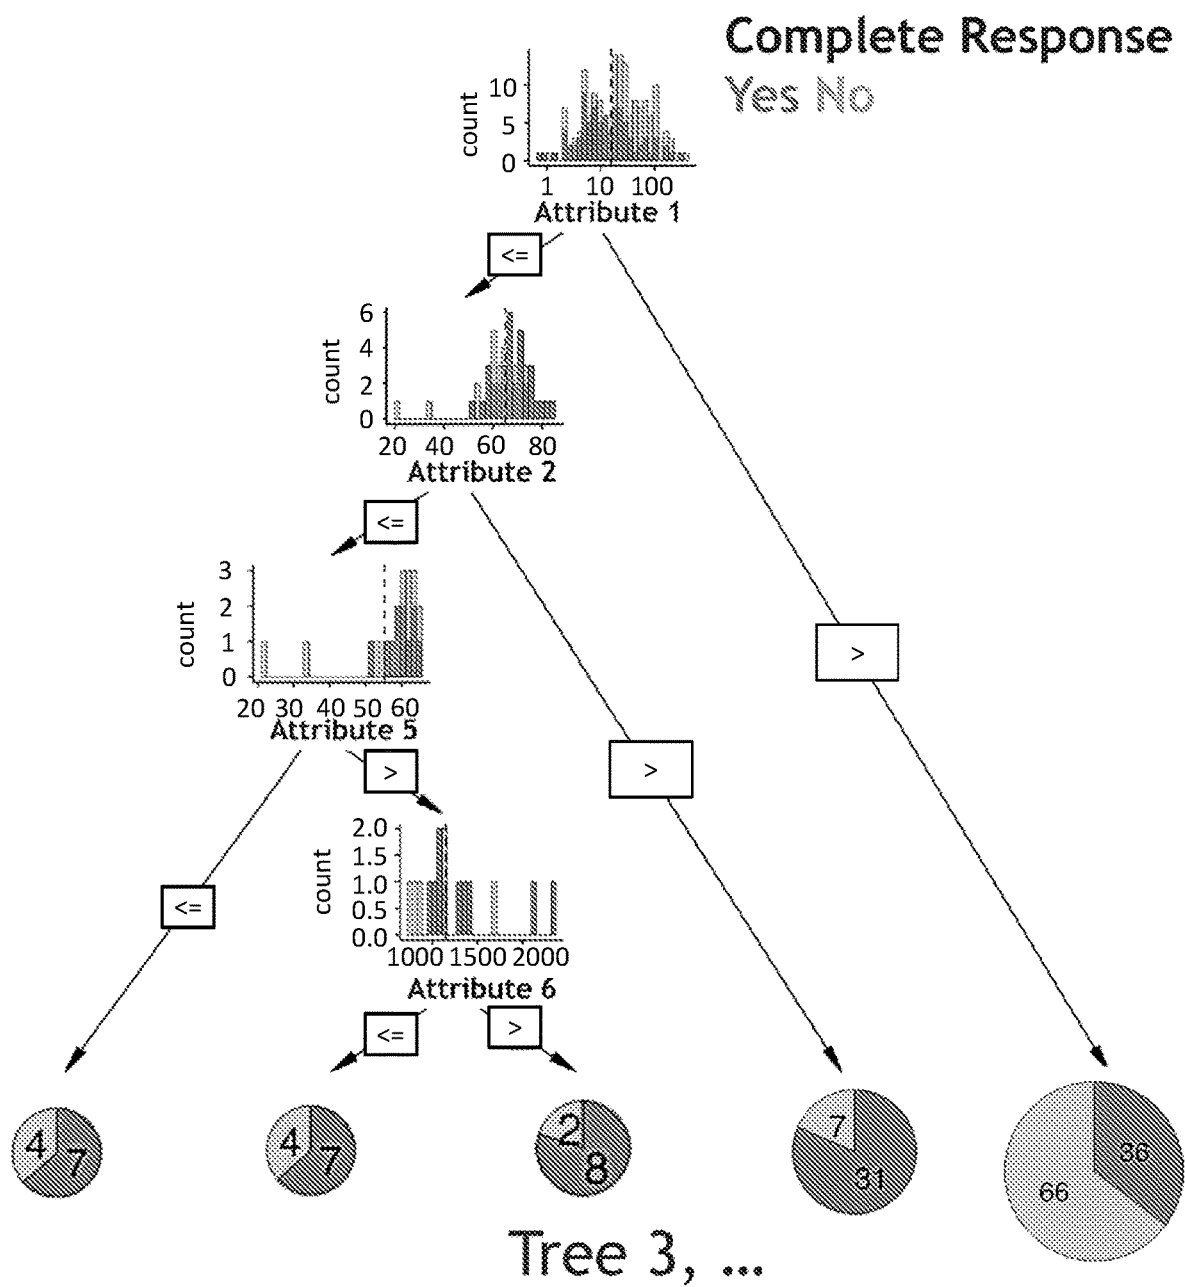 Complete Response
Yes No
count
10
5
0
1 10 100
Attribute 1
<=
count
6
4
2
0
20 40 60 80
Attribute 2
<=
count
3
2
1
0
20 30 40 50 60
Attribute 5
>
>
>
count
2.0
1.5
1.0
0.5
0.0
1000 1500 2000
<=
Attribute 6
<= >
4 7
4 7
2 8
7 31
66 36
Tree 3, ...